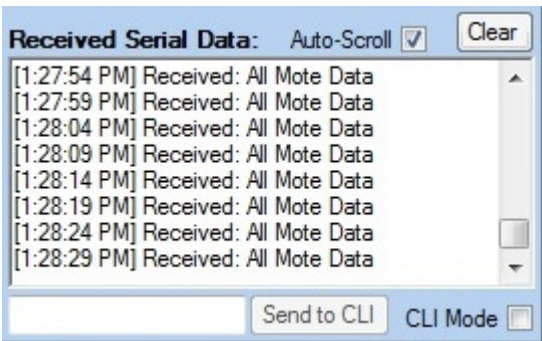 Received Serial Data: Auto-Scroll Clear
[1:27:54 PM] Received: All Mote Data
[1:27:59 PM] Received: All Mote Data
[1:28:04 PM] Received: All Mote Data
[1:28:09 PM] Received: All Mote Data
[1:28:14 PM] Received: All Mote Data
[1:28:19 PM] Received: All Mote Data
[1:28:24 PM] Received: All Mote Data
[1:28:29 PM] Received: All Mote Data
Send to CLI CLI Mode